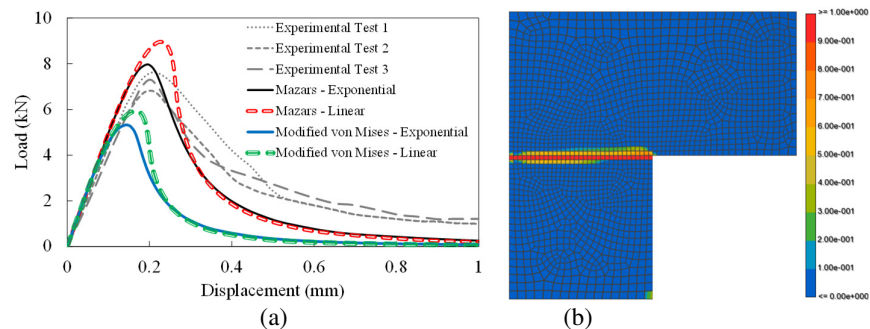 10
8
6
4
2
0
Load (kN)
Experimental Test 1
Experimental Test 2
Experimental Test 3
Mazars - Exponential
Mazars - Linear
Modified von Mises - Exponential
Modified von Mises - Linear
0 0.2 0.4 0.6 0.8 1
Displacement (mm)
(a)
>= 1.00e+000
9.00e-001
8.00e-001
7.00e-001
6.00e-001
5.00e-001
4.00e-001
3.00e-001
2.00e-001
1.00e-001
<= 0.00e+000
(b)